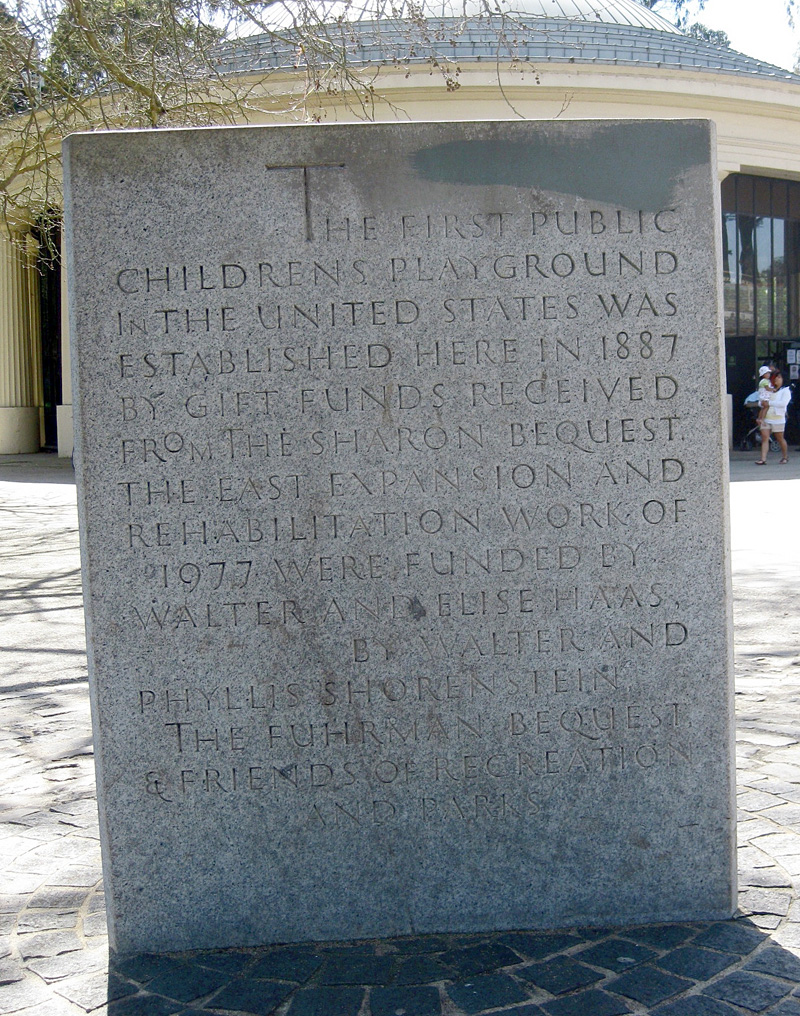 THE FIRST PUBLIC
CHILDRENS PLAYGROUND
IN THE UNITED STATES WAS
ESTABLISHED HERE IN 1887
BY GIFT FUNDS RECEIVED
FROM THE SHARON BEQUEST.
THE EAST EXPANSION AND
REHABILITATION WORK OF
1977 WERE FUNDED BY
WALTER AND ELISE HAAS,
BY WALTER AND
PHYLLIS SHORENSTEIN
THE FUHRMAN BEQUEST
& FRIENDS OF RECREATION
AND PARKS